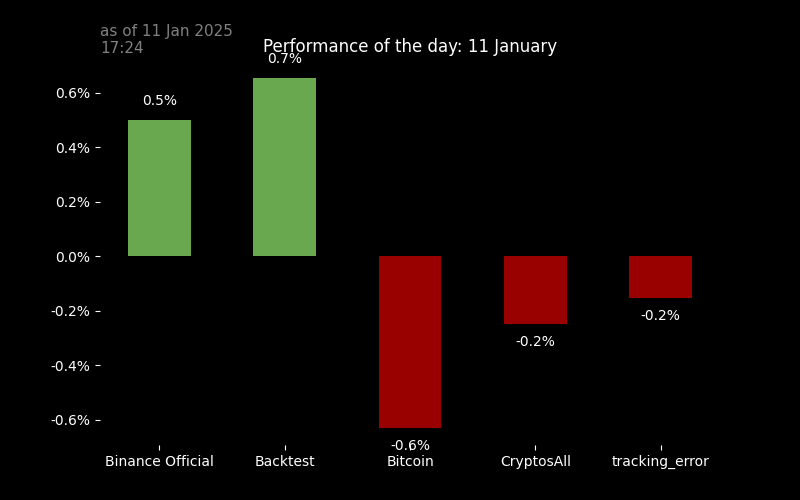 as of 11 Jan 2025
17:24
Performance of the day: 11 January
0.7%
0.5%
0.6%
0.4%
0.2%
0.0%
-0.2%
-0.4%
-0.6%
-0.2%
-0.2%
-0.6%
Binance Official
Backtest
Bitcoin
CryptosAll
tracking_error